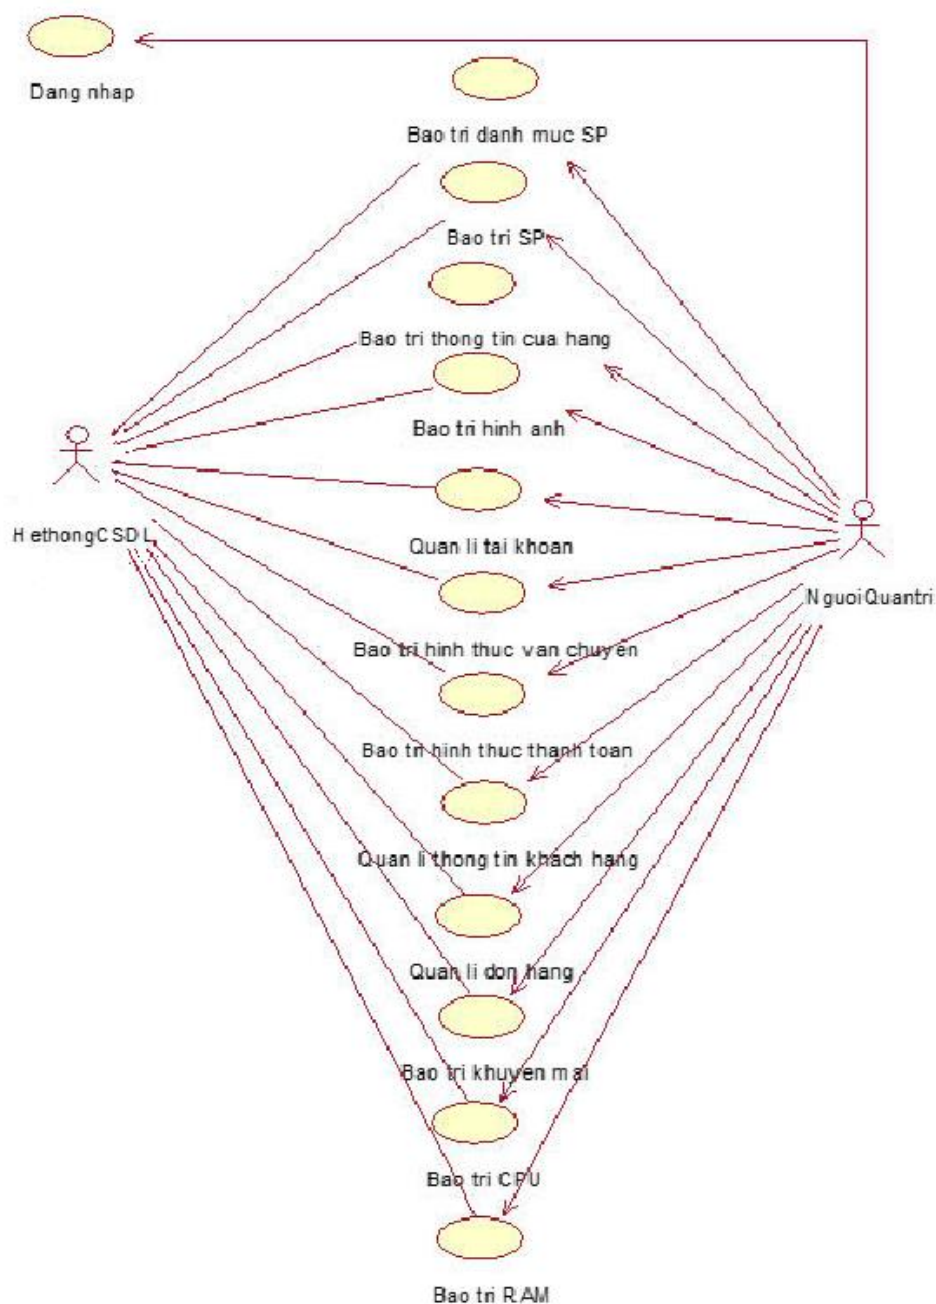 Dang nhap
Bao tri danh muc SP
Bao tri SP
Bao tri thong tin cua hang
Bao tri hinh anh
HethongCSDL
Quan li tai khoan
NguoiQuantri
Bao tri hinh thuc van chuyen
Bao tri hinh thuc thanh toan
Quan li thong tin khach hang
Quan li don hang
Bao tri khuyen mai
Bao tri CPU
Bao tri RAM